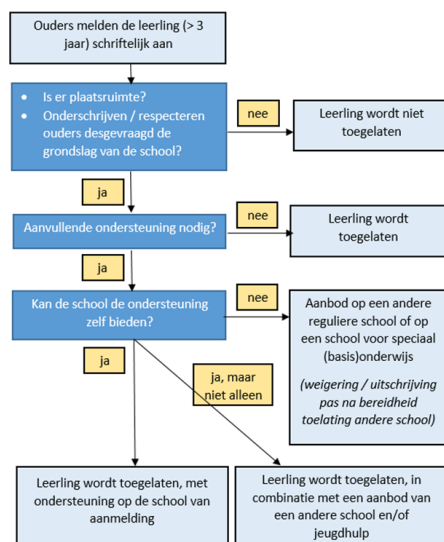 Ouders melden de leerling (> 3
jaar) schriftelijk aan
• Is er plaatsruimte?
• Onderschrijven / respecteren
ouders desgevraagd de
grondslag van de school?
nee
Leerling wordt niet
toegelaten
ja
Aanvullende ondersteuning nodig?
nee
Leerling wordt
toegelaten
ja
Kan de school de ondersteuning
zelf bieden?
nee
Aanbod op een andere
reguliere school of op
een school voor speciaal
(basis)onderwijs
(weigering / uitschrijving
pas na bereidheid
toelating andere school)
ja
ja, maar
niet alleen
Leerling wordt toegelaten, met
ondersteuning op de school van
aanmelding
Leerling wordt toegelaten, in
combinatie met een aanbod van
een andere school en/of
jeugdhulp